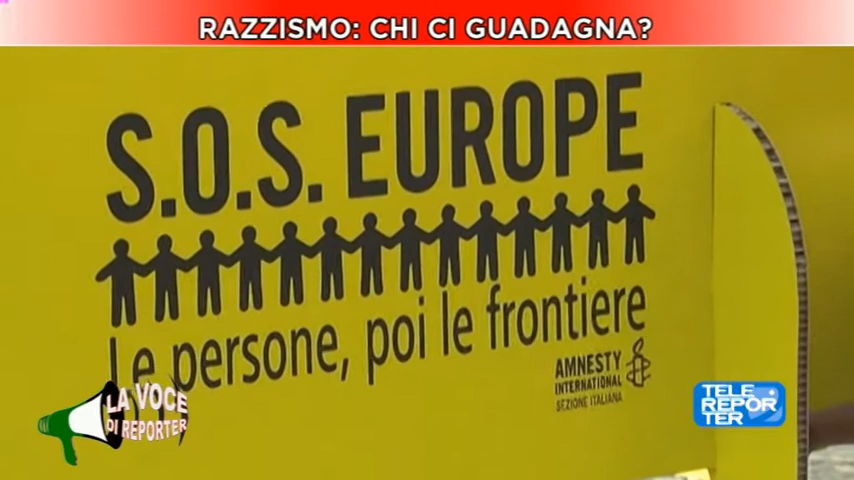 RAZZISMO: CHI CI GUADAGNA?
S.O.S. EUROPE
Le persone, poi le frontiere
AMNESTY
INTERNATIONAL
SEZIONE ITALIANA
LA VOCE
DI REPORTER
TELE
REPOR
TER